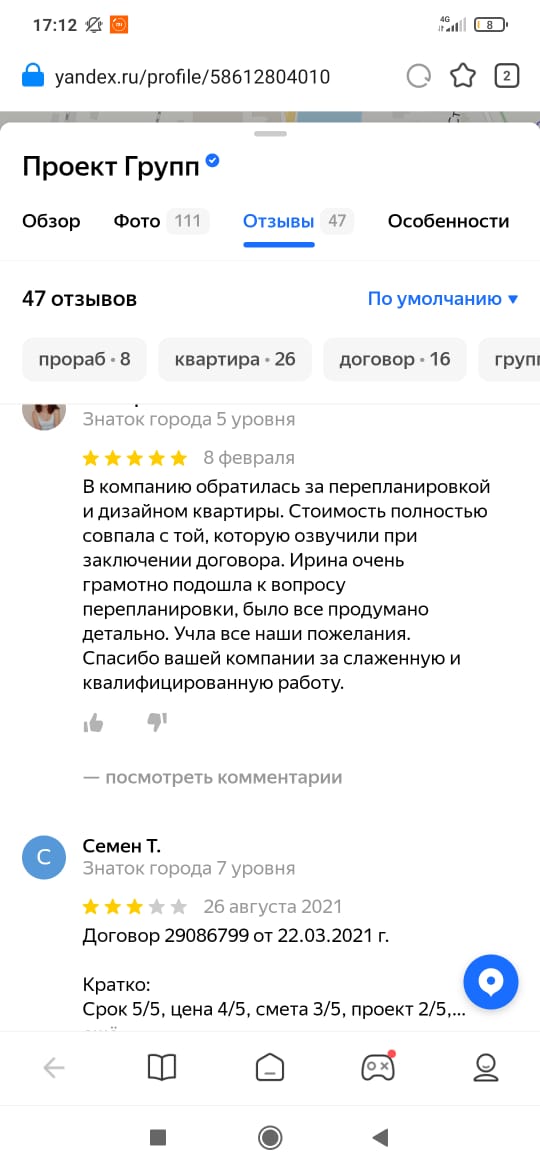 17:12
4G
8
yandex.ru/profile/58612804010
2
Проект Групп
Обзор Фото 111 Отзывы 47 Особенности
47 отзывов
По умолчанию ▼
прораб • 8 квартира • 26 договор • 16 груп
Знаток города 5 уровня
8 февраля
В компанию обратилась за перепланировкой
и дизайном квартиры. Стоимость полностью
совпала с той, которую озвучили при
заключении договора. Ирина очень
грамотно подошла к вопросу
перепланировки, было все продумано
детально. Учла все наши пожелания.
Спасибо вашей компании за слаженную и
квалифицированную работу.
— посмотреть комментарии
С
Семен Т.
Знаток города 7 уровня
26 августа 2021
Договор 29086799 от 22.03.2021 г.
Кратко:
Срок 5/5, цена 4/5, смета 3/5, проект 2/5,...